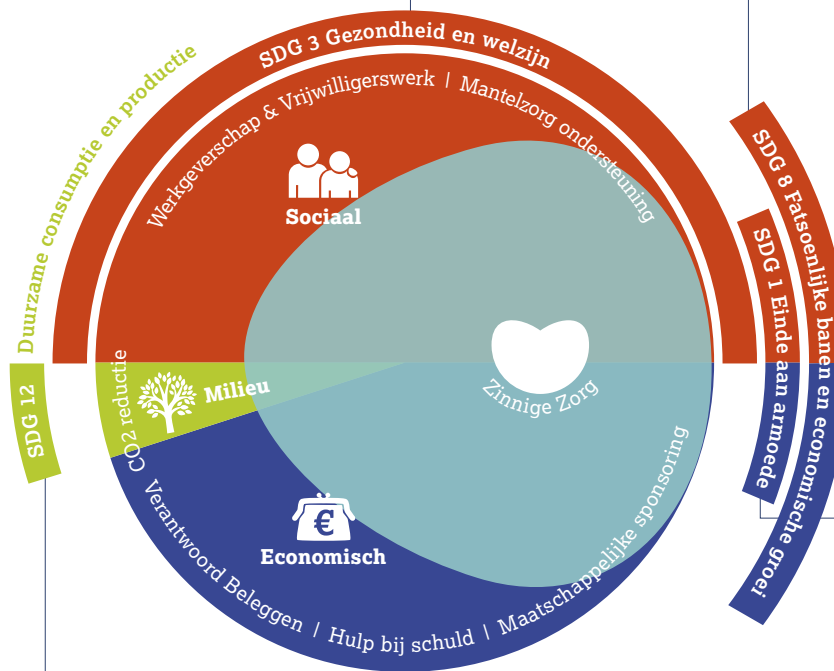 SDG 3 Gezondheid en welzijn
Duurzame consumptie en productie
SDG 12
Werkgeverschap & Vrijwilligerswerk | Mantelzorg ondersteuning
Sociaal
SDG 8 Fatsoenlijke banen en economische groei
SDG 1 Einde aan armoede
Zinnige Zorg
CO2 reductie
Milieu
€
Economisch
Verantwoord Beleggen | Hulp bij schuld | Maatschappelijke sponsoring